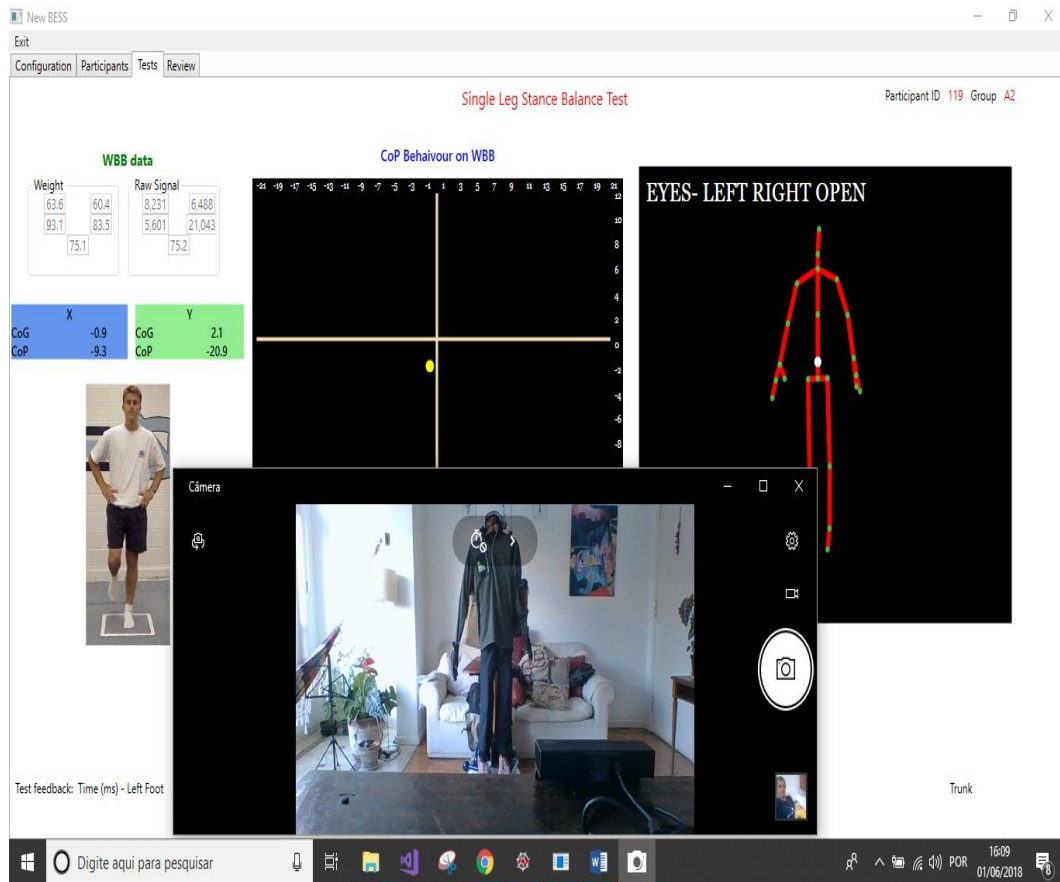 New BESS
Exit
Configuration Participants Tests Review
Single Leg Stance Balance Test
Participant ID 119 Group A2
WBB data
CoP Behaivour on WBB
Weight
63.6 60.4
93.1 83.5
75.1
Raw Signal
8,231 6,488
5,601 21,043
75.2
X
CoG -0.9
CoP -9.3
Y
CoG 2.1
CoP -20.9
-21 -19 -17 -15 -13 -11 -9 -7 -5 -3 -1 1 3 5 7 9 11 13 15 17 19 21
12
10
8
6
4
2
0
-2
-4
-6
-8
EYES- LEFT RIGHT OPEN
Câmera
Test feedback: Time (ms) - Left Foot
Trunk
Digite aqui para pesquisar
POR
16:09
01/06/2018
8